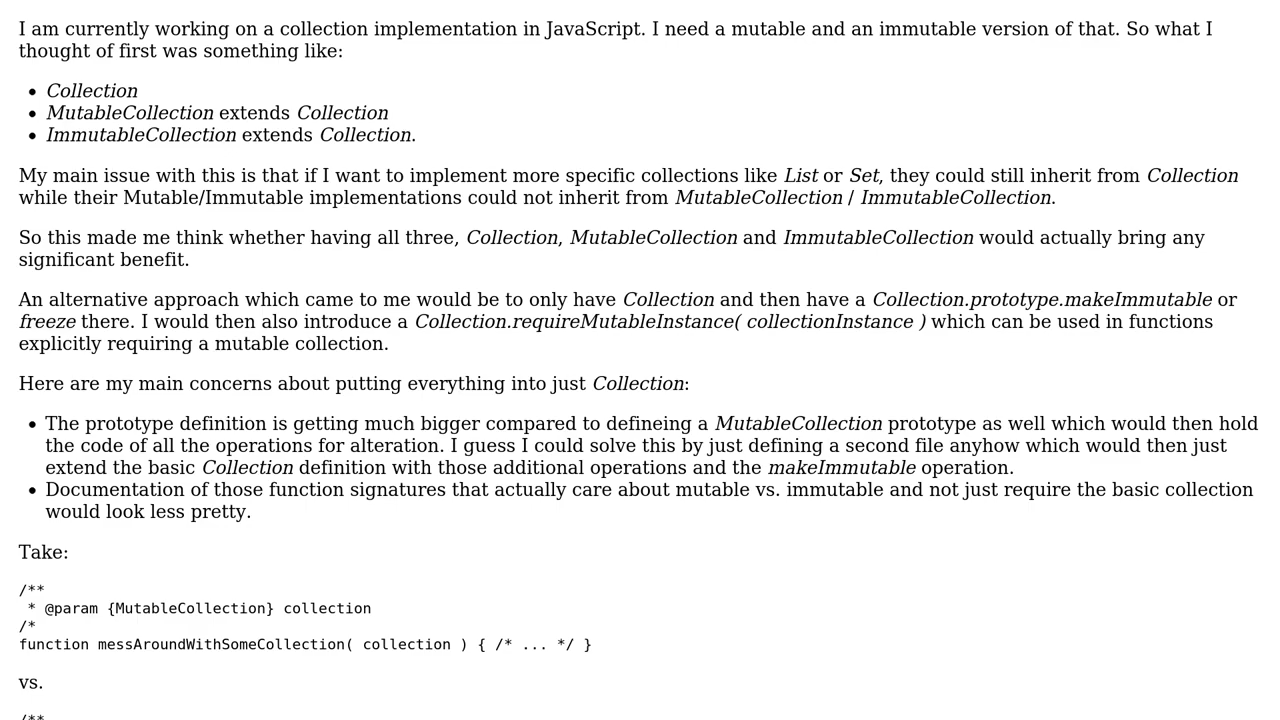 I am currently working on a collection implementation in JavaScript. I need a mutable and an immutable version of that. So what I
thought of first was something like:
• Collection
• MutableCollection extends Collection
• ImmutableCollection extends Collection.
My main issue with this is that if I want to implement more specific collections like List or Set, they could still inherit from Collection
while their Mutable/Immutable implementations could not inherit from MutableCollection / ImmutableCollection.
So this made me think whether having all three, Collection, MutableCollection and ImmutableCollection would actually bring any
significant benefit.
An alternative approach which came to me would be to only have Collection and then have a Collection.prototype.makeImmutable or
freeze there. I would then also introduce a Collection.requireMutableInstance( collectionInstance ) which can be used in functions
explicitly requiring a mutable collection.
Here are my main concerns about putting everything into just Collection:
• The prototype definition is getting much bigger compared to defineing a MutableCollection prototype as well which would then hold
the code of all the operations for alteration. I guess I could solve this by just defining a second file anyhow which would then just
extend the basic Collection definition with those additional operations and the makeImmutable operation.
• Documentation of those function signatures that actually care about mutable vs. immutable and not just require the basic collection
would look less pretty.
Take:
/**
 * @param {MutableCollection} collection
/*
function messAroundWithSomeCollection( collection ) { /* ... */ }
vs.
/**